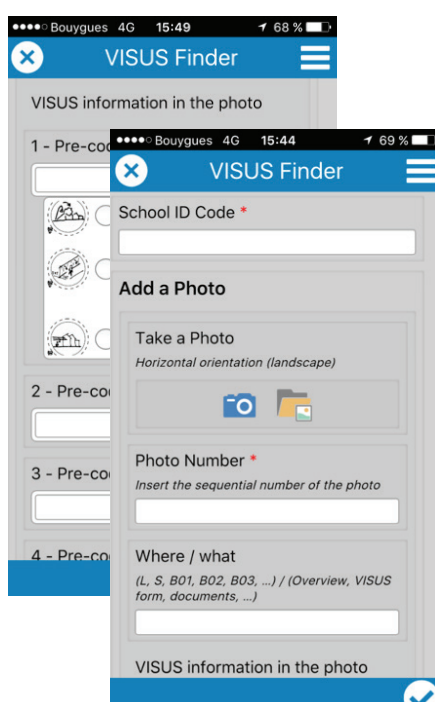 Bouygues 4G 15:49 68 %
VISUS Finder
VISUS information in the photo
1 - Pre-cod
2 - Pre-co
3 - Pre-co
4 - Pre-co
Bouygues 4G 15:44 69 %
VISUS Finder
School ID Code *
Add a Photo
Take a Photo
Horizontal orientation (landscape)
Photo Number *
Insert the sequential number of the photo
Where / what
(L, S, B01, B02, B03, ...) / (Overview, VISUS
form, documents, ...)
VISUS information in the photo